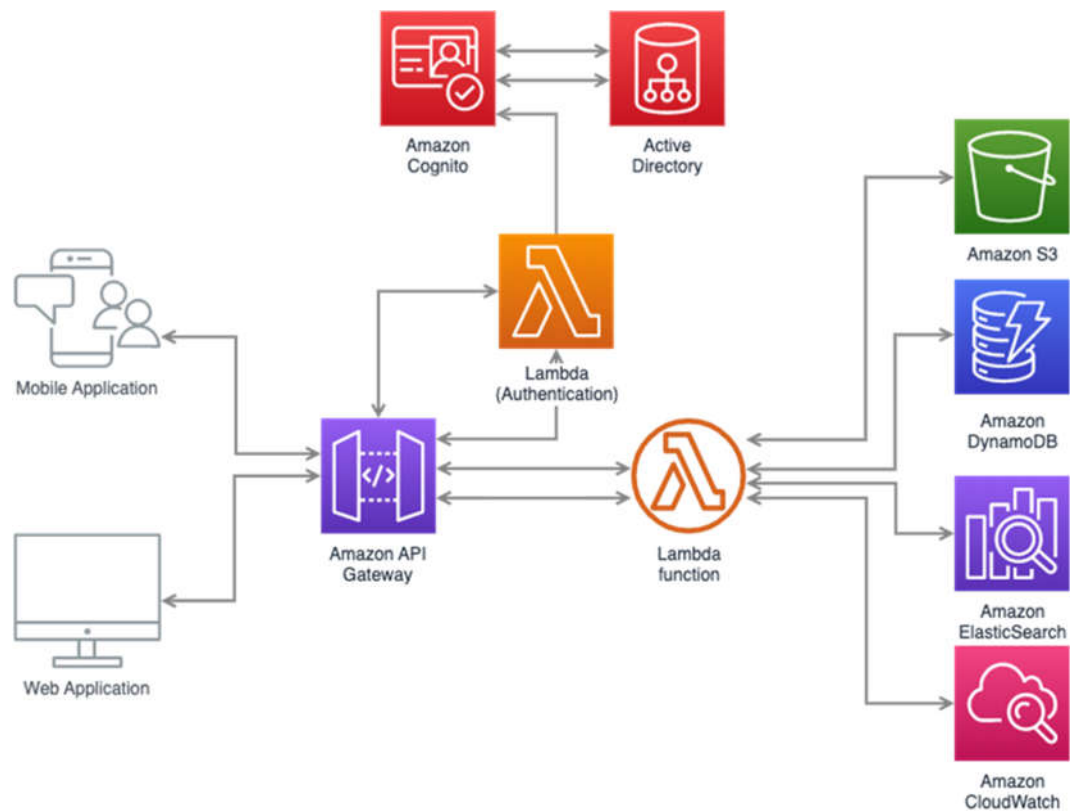 Amazon
Cognito
Active
Directory
Amazon S3
Lambda
(Authentication)
Mobile Application
Amazon
DynamoDB
</>
Amazon API
Gateway
Lambda
function
Amazon
ElasticSearch
Web Application
Amazon
CloudWatch